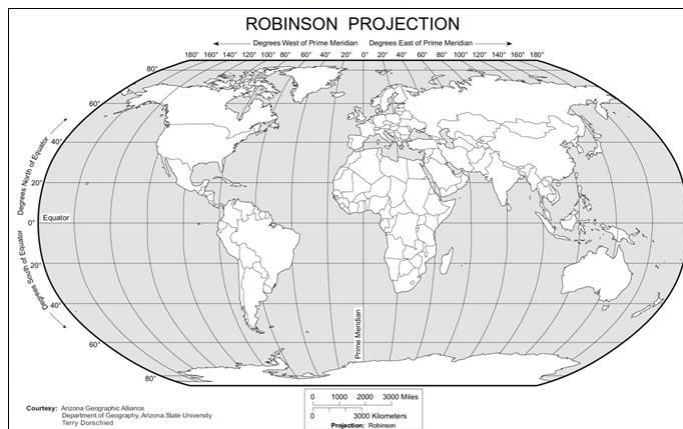 ROBINSON PROJECTION
Degrees West of Prime Meridian Degrees East of Prime Meridian
180° 160° 140° 120° 100° 80° 60° 40° 20° 0° 20° 40° 60° 80° 100° 120° 140° 160° 180°
80°
60°
40°
Degrees North of Equator
20°
0° Equator
20°
Degrees South of Equator
40°
60°
80°
Prime Meridian
0 1000 2000 3000 Miles
0 3000 Kilometers
Projection: Robinson
Courtesy: Arizona Geographic Alliance
Department of Geography, Arizona State University
Terry Dorschied